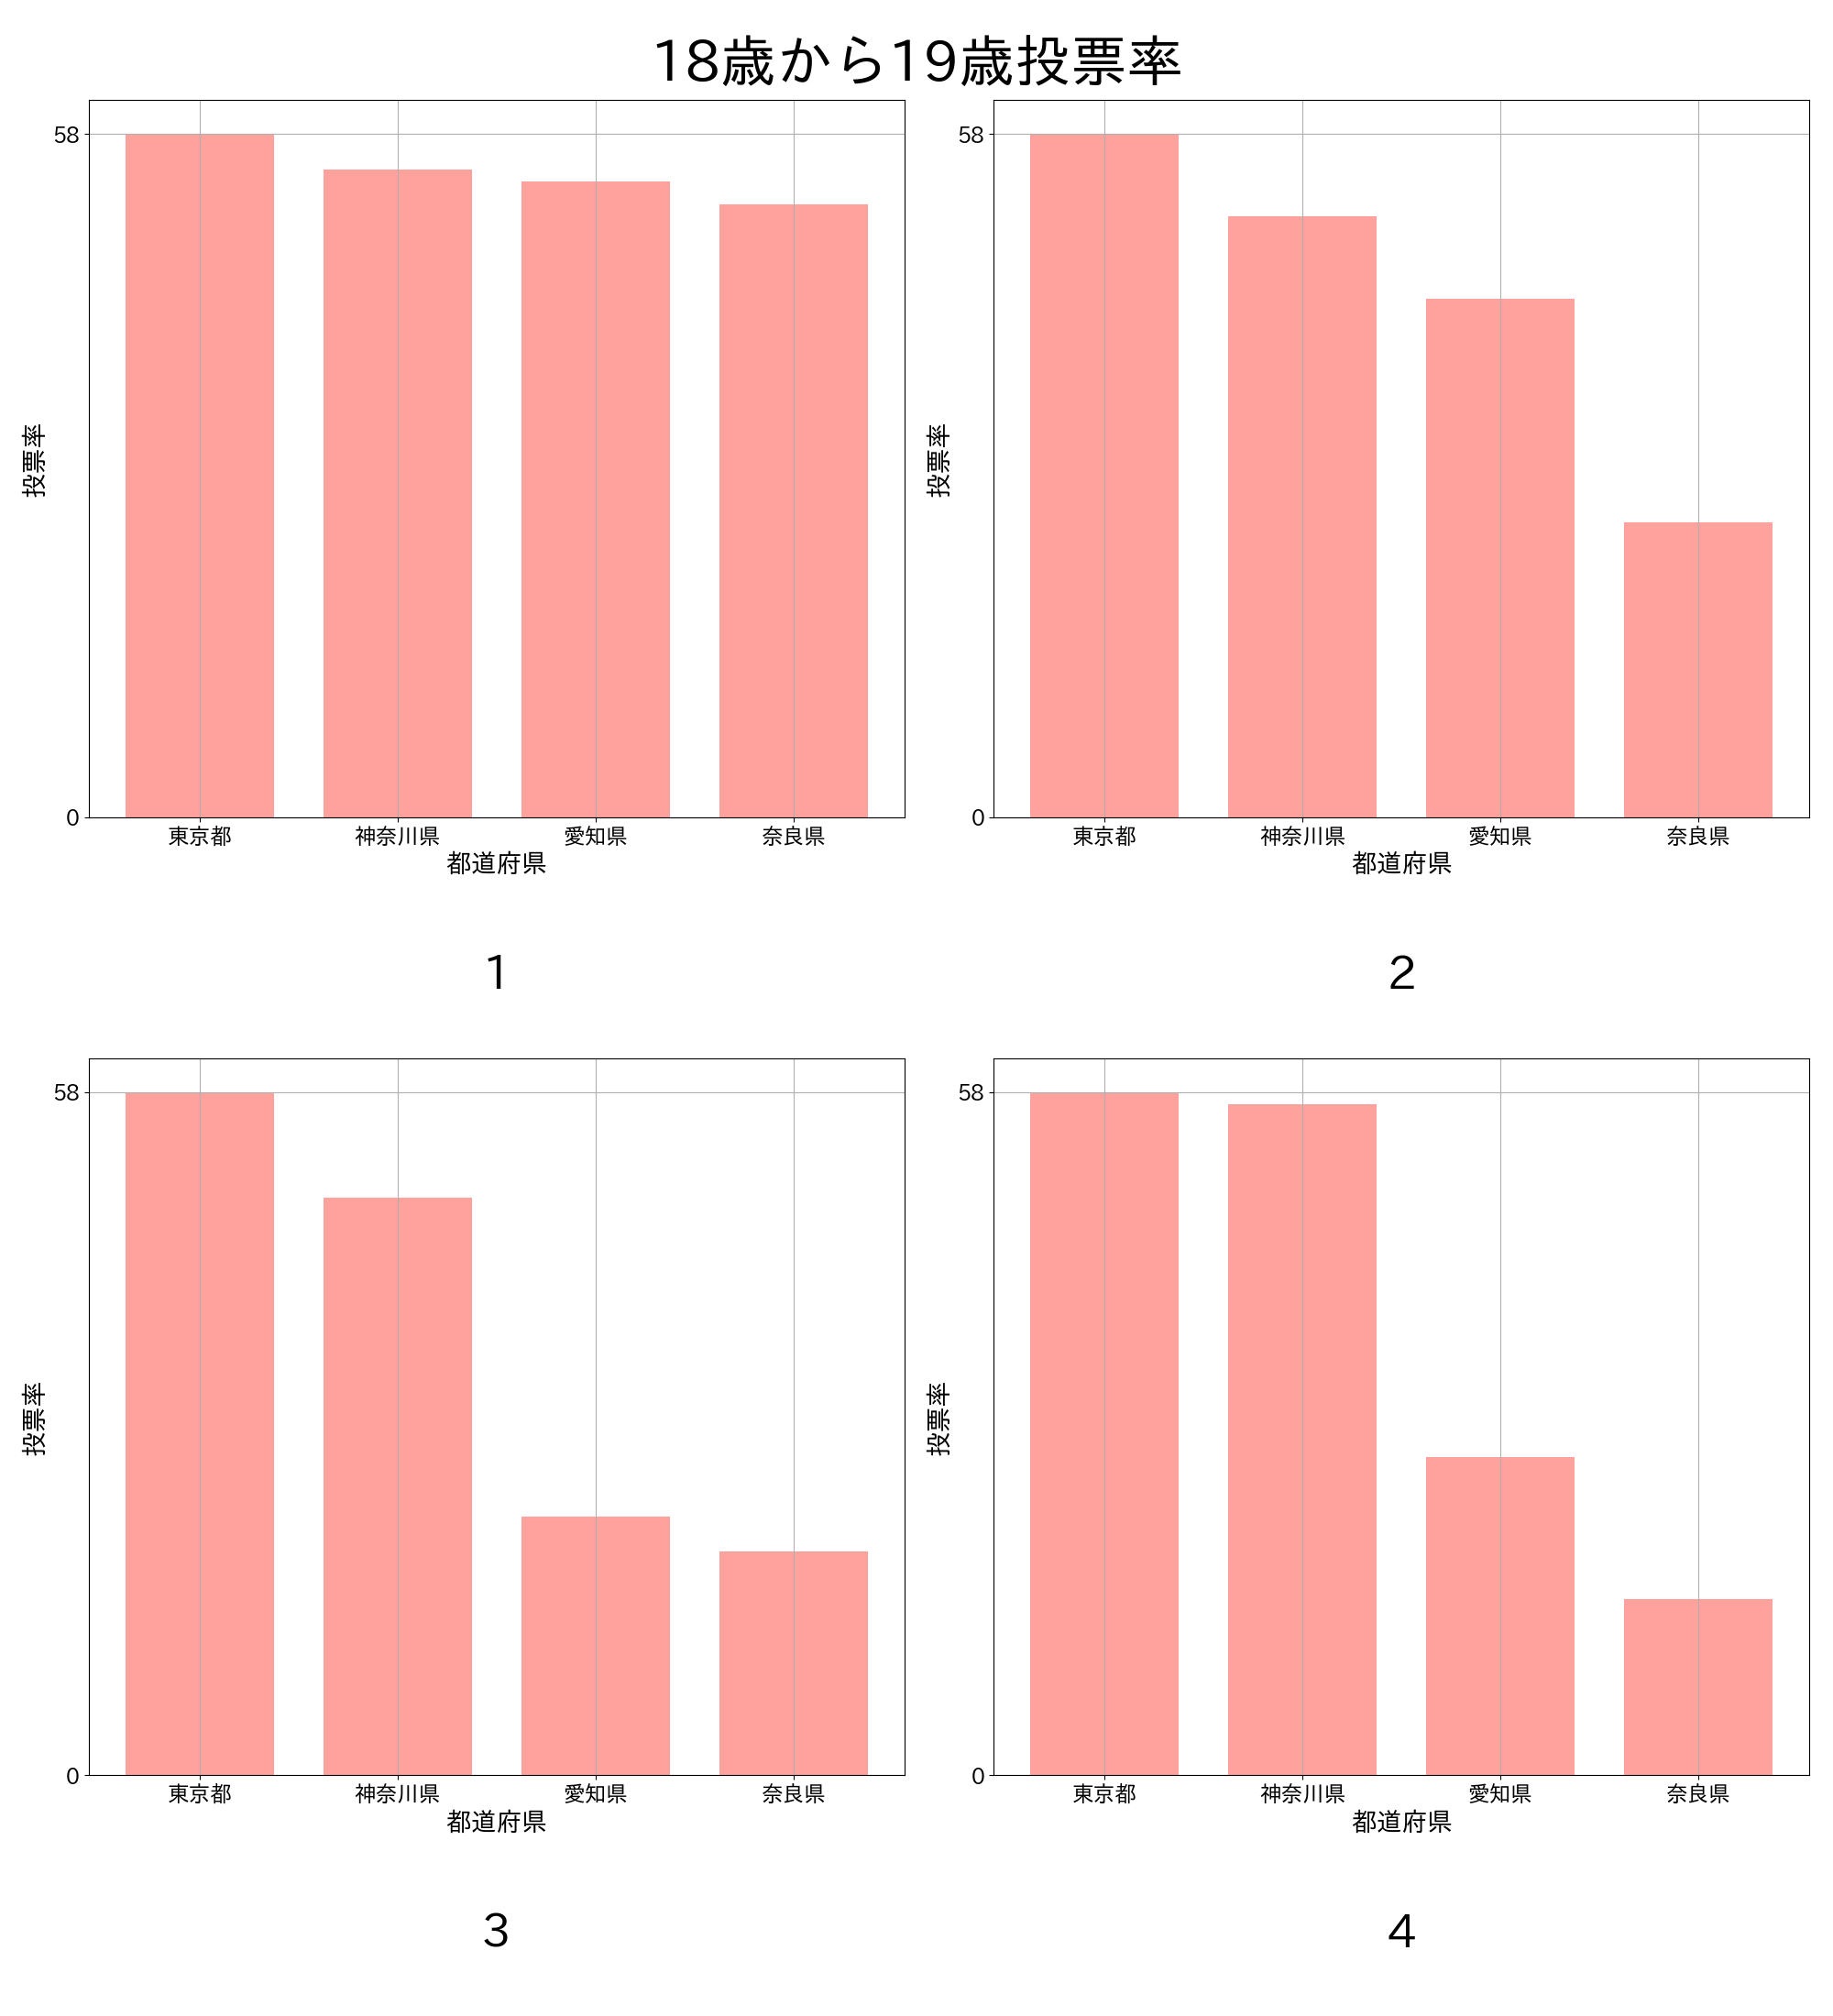 18歳から19歳投票率
58
0
投票率
東京都 神奈川県 愛知県 奈良県
都道府県
1
58
0
投票率
東京都 神奈川県 愛知県 奈良県
都道府県
2
58
0
投票率
東京都 神奈川県 愛知県 奈良県
都道府県
3
58
0
投票率
東京都 神奈川県 愛知県 奈良県
都道府県
4